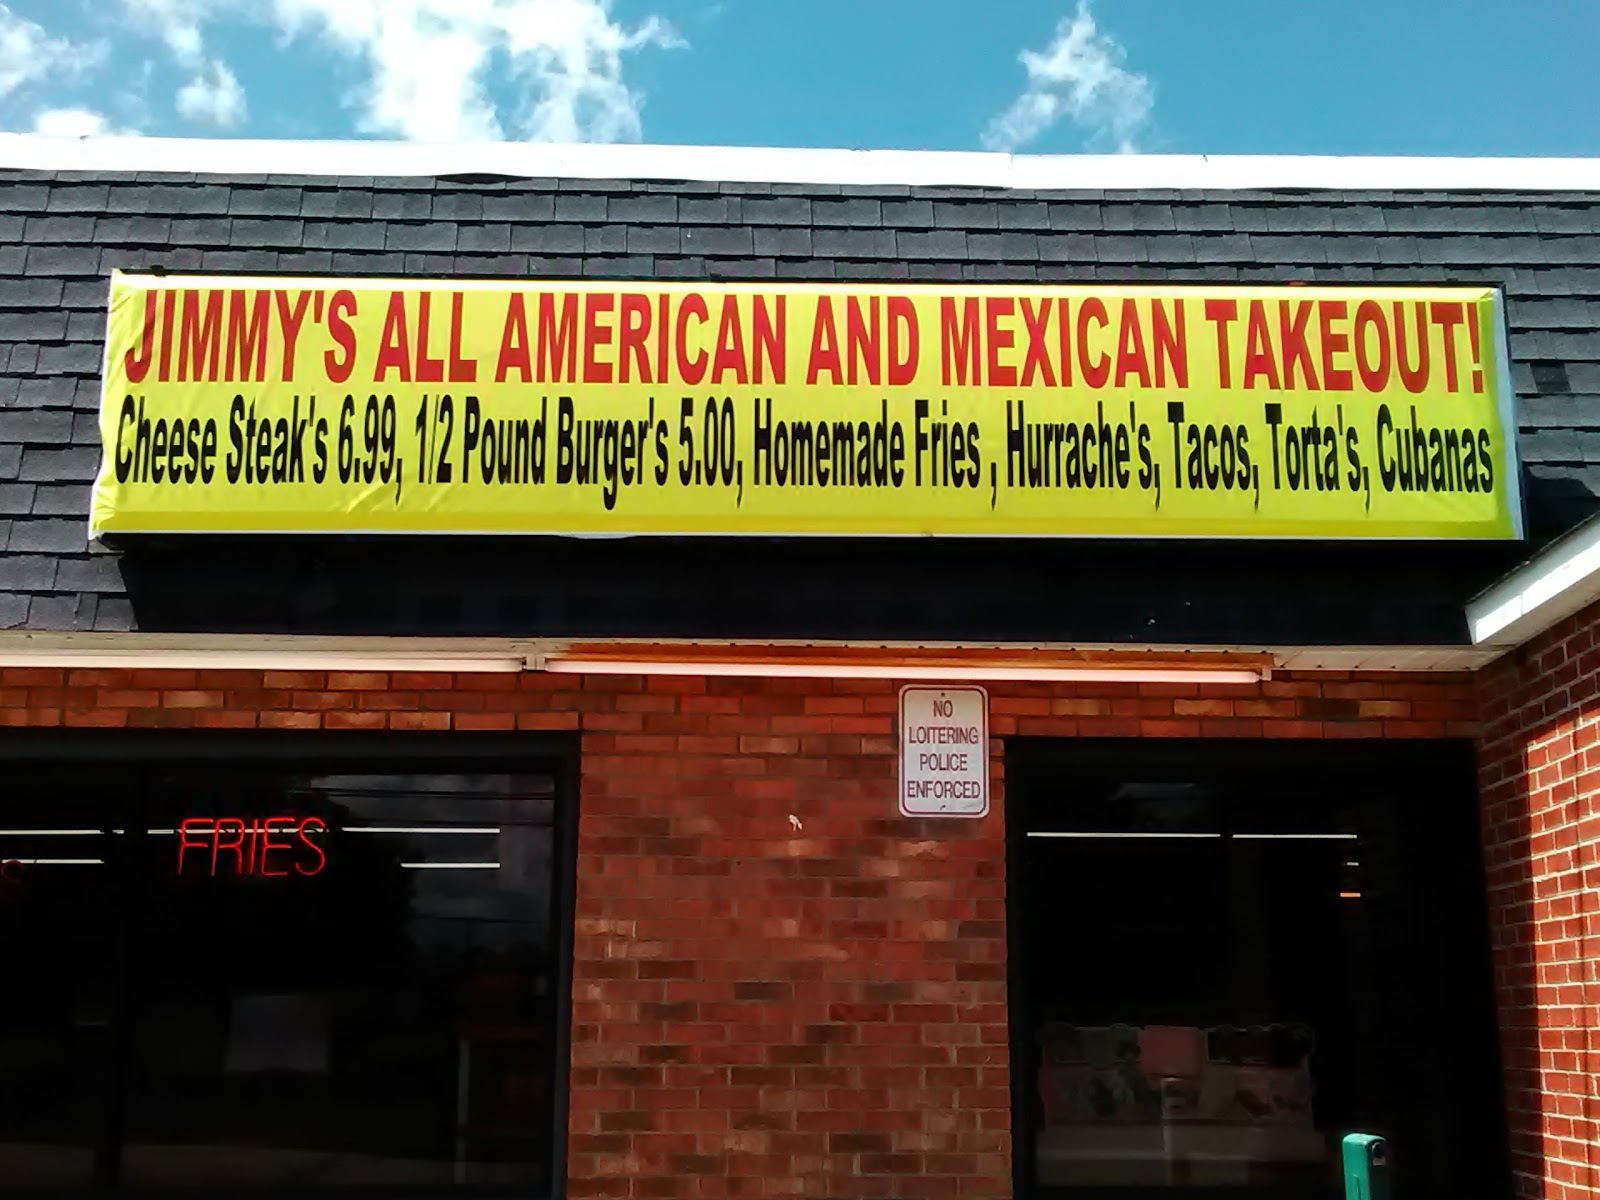 JIMMY'S ALL AMERICAN AND MEXICAN TAKEOUT!
Cheese Steak's 6.99, 1/2 Pound Burger's 5.00, Homemade Fries , Hurrache's, Tacos, Torta's, Cubanas
NO
LOITERING
POLICE
ENFORCED
FRIES